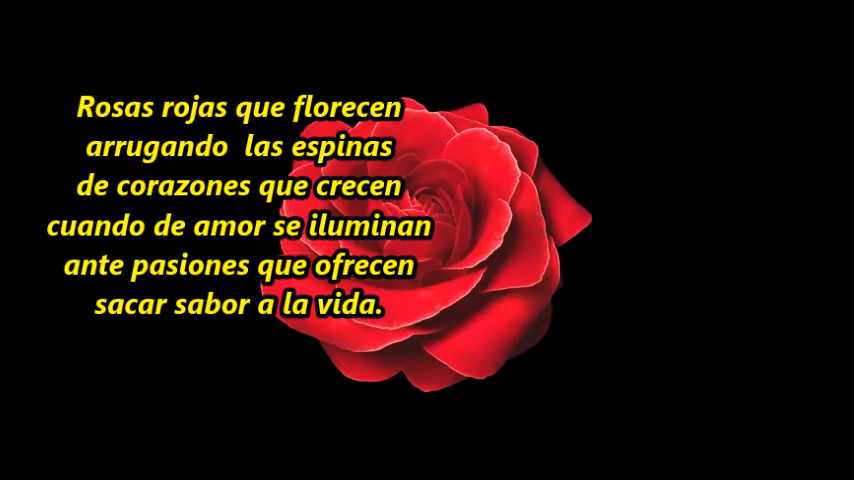 Rosas rojas que florecen
arrugando las espinas
de corazones que crecen
cuando de amor se iluminan
ante pasiones que ofrecen
sacar sabor a la vida.